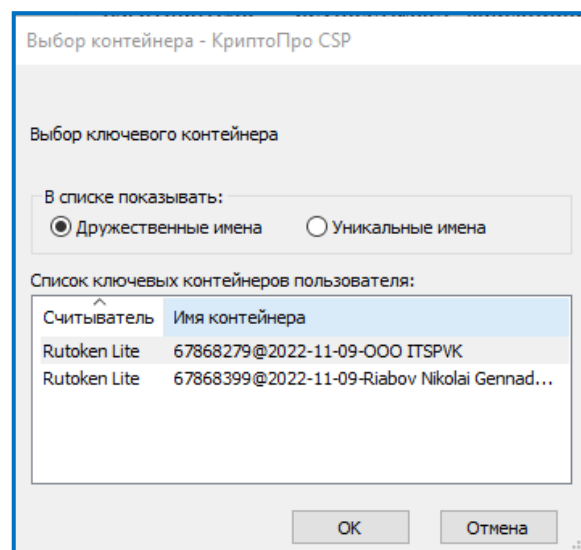 Выбор контейнера - КриптоПро CSP
Выбор ключевого контейнера
В списке показывать:
Дружественные имена
Уникальные имена
Список ключевых контейнеров пользователя:
Считыватель Имя контейнера
Rutoken Lite 67868279@2022-11-09-ООО ITSPVK
Rutoken Lite 67868399@2022-11-09-Riabov Nikolai Gennad...
OK Отмена